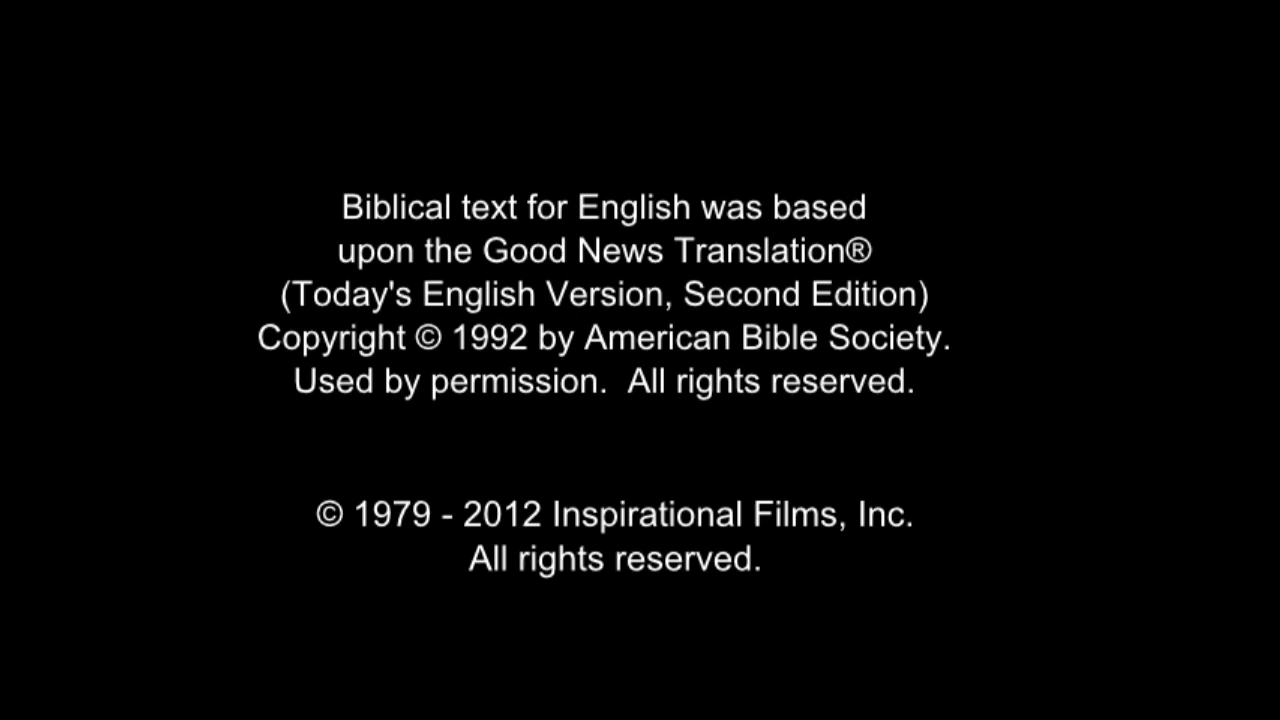 Biblical text for English was based
upon the Good News Translation®
(Today's English Version, Second Edition)
Copyright © 1992 by American Bible Society.
Used by permission.  All rights reserved.
© 1979 - 2012 Inspirational Films, Inc.
All rights reserved.